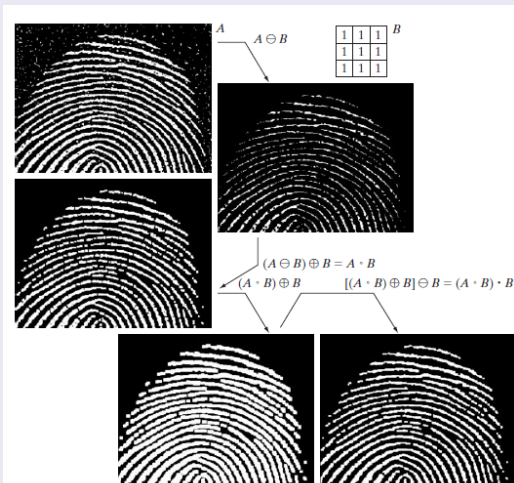 A
A ⊖ B
B
1 1 1
1 1 1
1 1 1
(A ⊖ B) ⊕ B = A ∘ B
(A ∘ B) ⊕ B
[(A ∘ B) ⊕ B] ⊖ B = (A ∘ B) • B